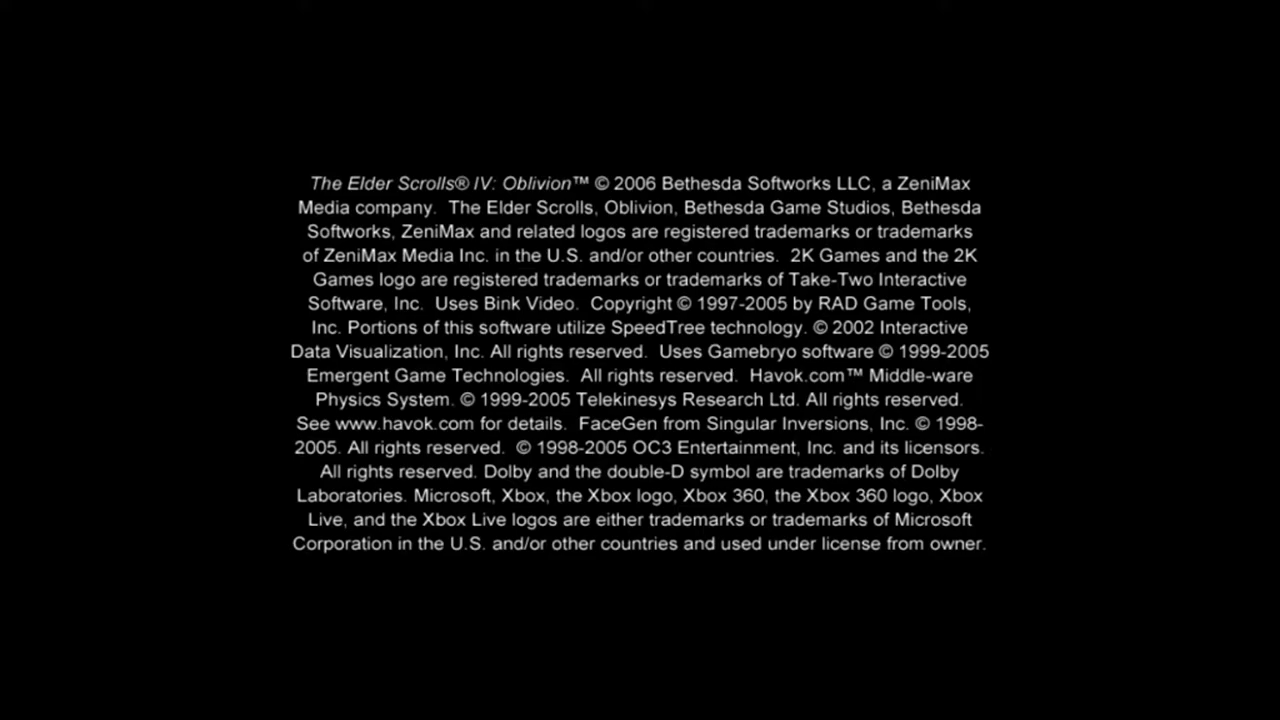 The Elder Scrolls® IV: Oblivion™ © 2006 Bethesda Softworks LLC, a ZeniMax
Media company.  The Elder Scrolls, Oblivion, Bethesda Game Studios, Bethesda
Softworks, ZeniMax and related logos are registered trademarks or trademarks
of ZeniMax Media Inc. in the U.S. and/or other countries.  2K Games and the 2K
Games logo are registered trademarks or trademarks of Take-Two Interactive
Software, Inc.  Uses Bink Video.  Copyright © 1997-2005 by RAD Game Tools,
Inc. Portions of this software utilize SpeedTree technology. © 2002 Interactive
Data Visualization, Inc. All rights reserved.  Uses Gamebryo software © 1999-2005
Emergent Game Technologies.  All rights reserved.  Havok.com™ Middle-ware
Physics System. © 1999-2005 Telekinesys Research Ltd. All rights reserved.
See www.havok.com for details.  FaceGen from Singular Inversions, Inc. © 1998-
2005. All rights reserved.  © 1998-2005 OC3 Entertainment, Inc. and its licensors.
All rights reserved. Dolby and the double-D symbol are trademarks of Dolby
Laboratories. Microsoft, Xbox, the Xbox logo, Xbox 360, the Xbox 360 logo, Xbox
Live, and the Xbox Live logos are either trademarks or trademarks of Microsoft
Corporation in the U.S. and/or other countries and used under license from owner.